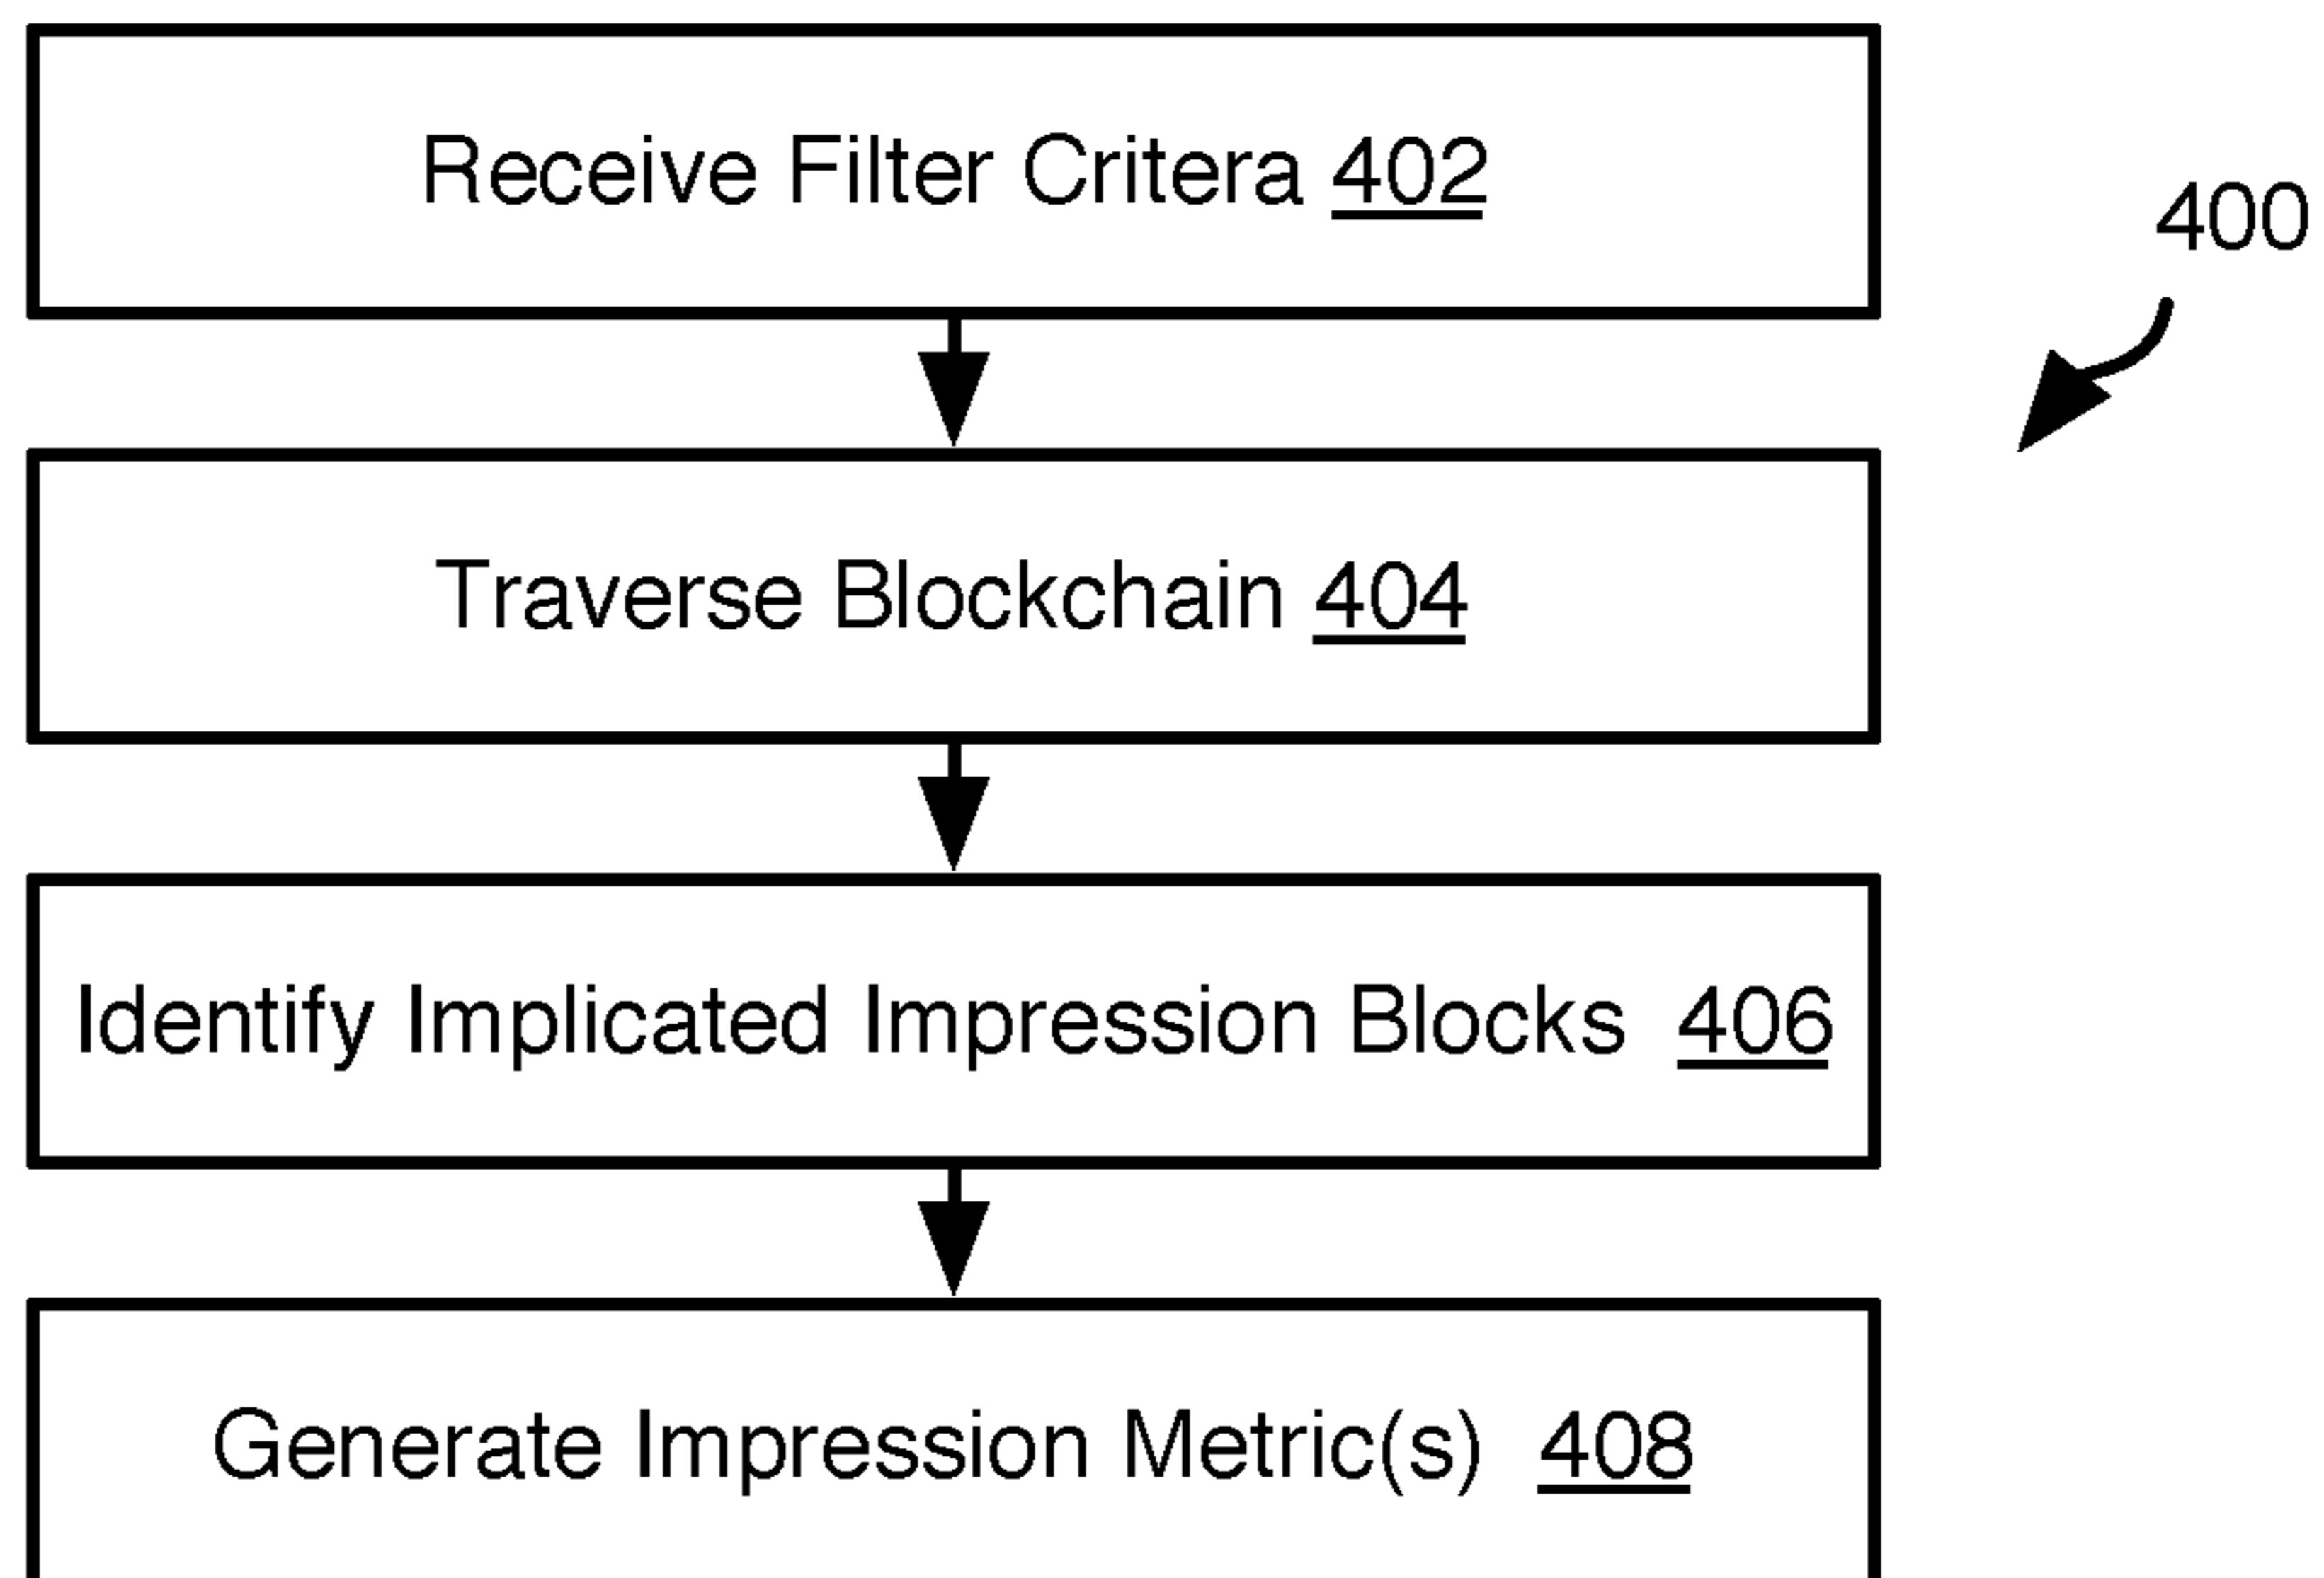 Receive Filter Critera 402
400
Traverse Blockchain 404
Identify Implicated Impression Blocks 406
Generate Impression Metric(s) 408